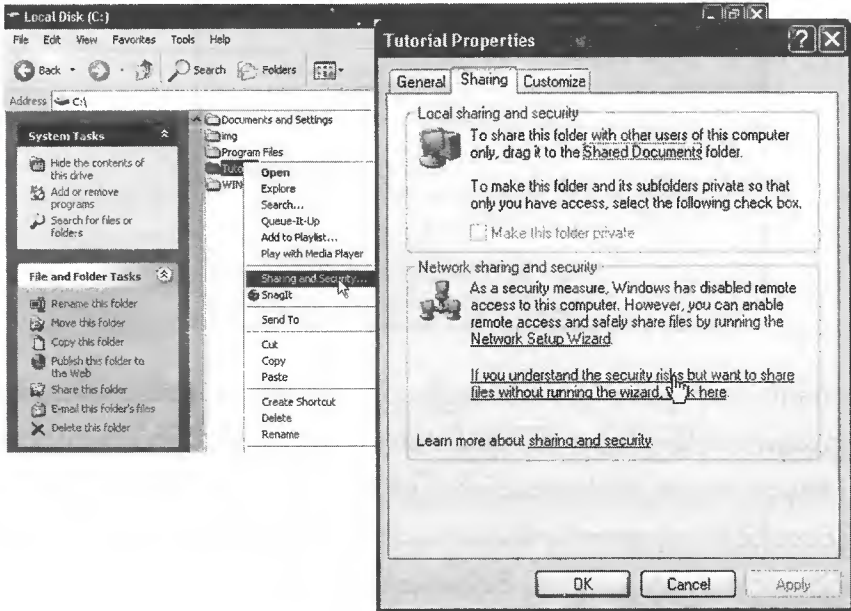 Local Disk (C:)
File Edit View Favorites Tools Help
Back Search Folders
Address C:\
System Tasks
Hide the contents of
this drive
Add or remove
programs
Search for files or
folders
File and Folder Tasks
Rename this folder
Move this folder
Copy this folder
Publish this folder to
the Web
Share this folder
E-mail this folder's files
Delete this folder
Documents and Settings
img
Program Files
Tuto
WIN
Open
Explore
Search...
Queue-It-Up
Add to Playlist...
Play with Media Player
Sharing and Security...
SnagIt
Send To
Cut
Copy
Paste
Create Shortcut
Delete
Rename
Tutorial Properties
General Sharing Customize
Local sharing and security
To share this folder with other users of this computer
only, drag it to the Shared Documents folder.
To make this folder and its subfolders private so that
only you have access, select the following check box.
Make this folder private
Network sharing and security
As a security measure, Windows has disabled remote
access to this computer. However, you can enable
remote access and safely share files by running the
Network Setup Wizard.
If you understand the security risks but want to share
files without running the wizard, k here.
Learn more about sharing and security.
OK Cancel Apply